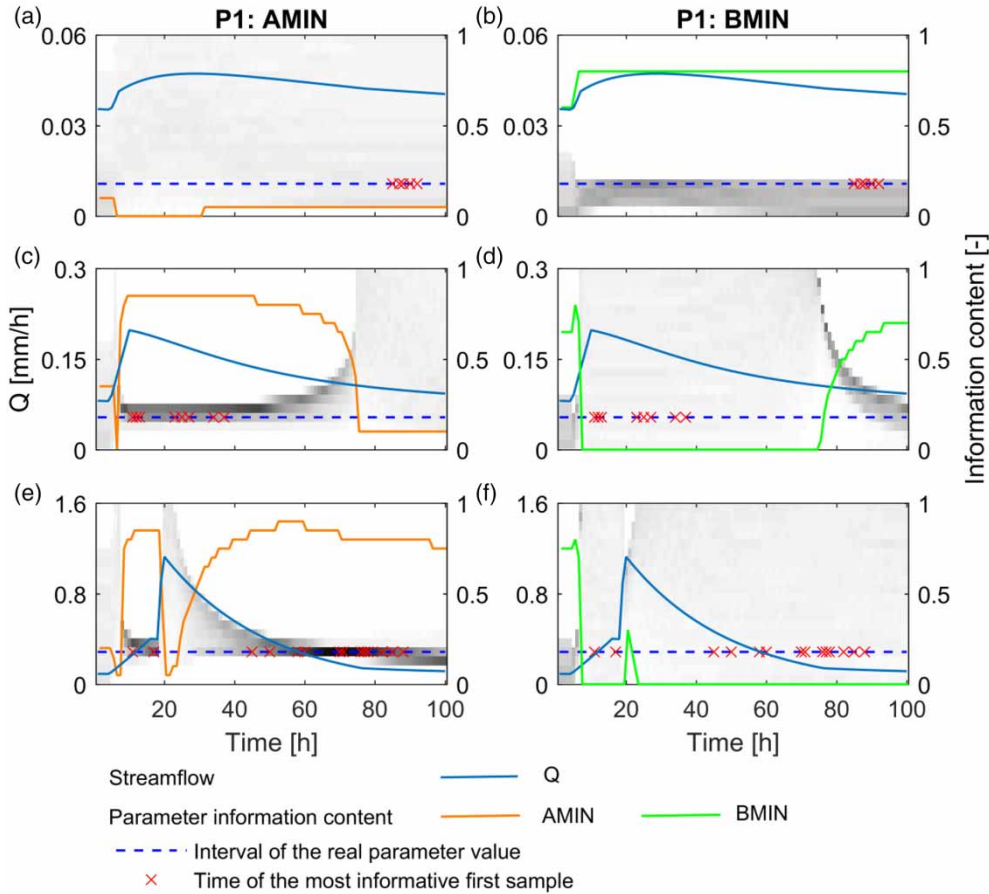 (a) P1: AMIN (b) P1: BMIN
0.06 1 0.06 1
0.03 0.5 0.03 0.5
0 0 0 0
(c) (d)
0.3 1 0.3 1
0.15 0.5 0.15 0.5
0 0 0 0
Q [mm/h]
Information content [-]
(e) (f)
1.6 1 1.6 1
0.8 0.5 0.8 0.5
0 0 0 0
20 40 60 80 100 20 40 60 80 100
Time [h] Time [h]
Streamflow Q
Parameter information content AMIN BMIN
Interval of the real parameter value
Time of the most informative first sample